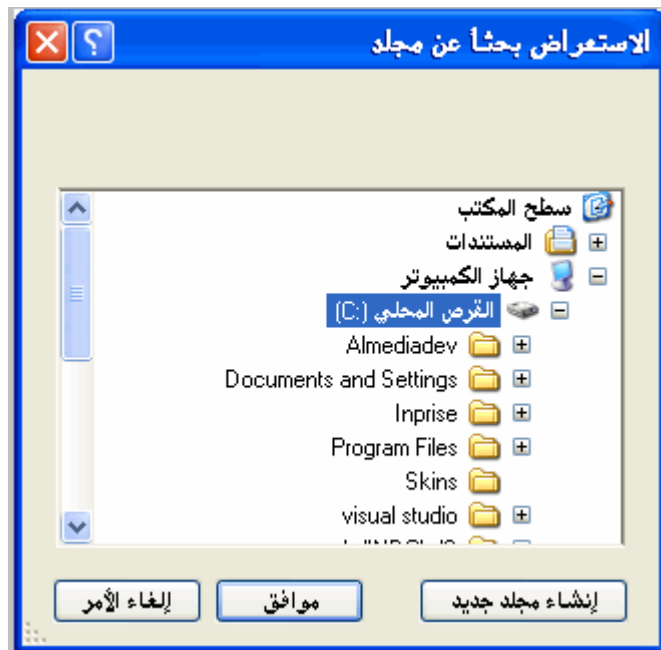 الاستعراض بحثاً عن مجلد
سطح المكتب
المستندات
جهاز الكمبيوتر
القرص المحلي (C:)
Almediadev
Documents and Settings
Inprise
Program Files
Skins
visual studio
إنشاء مجلد جديد
موافق
إلغاء الأمر